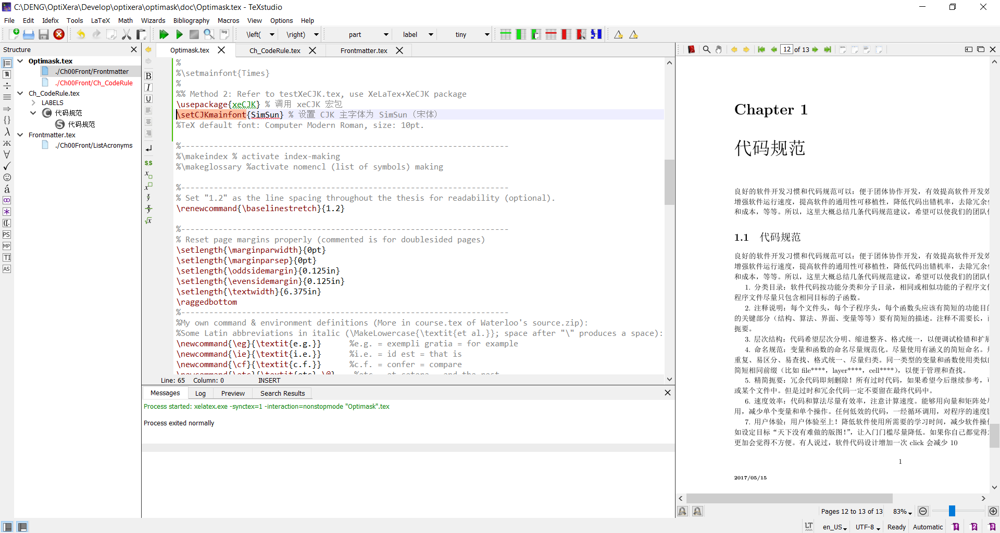 C:\DENG\OptiXera\Develop\optixera\optimask\doc\Optimask.tex - TeXstudio
File Edit Idefix Tools LaTeX Math Wizards Bibliography Macros View Options Help
log \left( \right) part label tiny
Structure
Optimask.tex
./Ch00Front/Frontmatter
./Ch00Front/Ch_CodeRule
Ch_CodeRule.tex
LABELS
代码规范
代码规范
Frontmatter.tex
./Ch00Front/ListAcronyms
PS
MP
TI
AS
Optimask.tex Ch_CodeRule.tex Frontmatter.tex
B
I
U
$$
%
%\setmainfont{Times}
%
%% Method 2: Refer to testXeCJK.tex, use XeLaTex+XeCJK package
\usepackage{xeCJK} % 调用 xeCJK 宏包
\setCJKmainfont{SimSun} % 设置 CJK 主字体为 SimSun（宋体）
%TeX default font: Computer Modern Roman, size: 10pt.
%----------------------------------------------------------------------
%\makeindex % activate index-making
%\makeglossary %activate nomencl (list of symbols) making
%----------------------------------------------------------------------
% Set "1.2" as the line spacing throughout the thesis for readability (optional).
\renewcommand{\baselinestretch}{1.2}
%----------------------------------------------------------------------
% Reset page margins properly (commented is for doublesided pages)
\setlength{\marginparwidth}{0pt}
\setlength{\marginparsep}{0pt}
\setlength{\oddsidemargin}{0.125in}
\setlength{\evensidemargin}{0.125in}
\setlength{\textwidth}{6.375in}
\raggedbottom
%----------------------------------------------------------------------
%My own command & environment definitions (More in course.tex of Waterloo's source.zip):
%Some Latin abbreviations in italic (\MakeLowercase{\textit{et al.}}; space after "\" produces a space):
\newcommand{\eg}{\textit{e.g.}} %e.g. = exempli gratia = for example
\newcommand{\ie}{\textit{i.e.}} %i.e. = id est = that is
\newcommand{\cf}{\textit{c.f.}} %c.f. = confer = compare
Line: 65 Column: 0 INSERT
Messages Log Preview Search Results
Process started: xelatex.exe -synctex=1 -interaction=nonstopmode "Optimask".tex
Process exited normally
12 of 13
Chapter 1
代码规范
良好的软件开发习惯和代码规范可以：便于团体协作开发，有效提高软件开发效
增强软件运行速度，提高软件的通用性可移植性，降低代码出错机率，去除冗余
和成本，等等。所以，这里大概总结几条代码规范建议，希望可以使我们的团队
1.1 代码规范
良好的软件开发习惯和代码规范可以：便于团体协作开发，有效提高软件开发效
增强软件运行速度，提高软件的通用性可移植性，降低代码出错机率，去除冗余
和成本，等等。所以，这里大概总结几条代码规范建议，希望可以使我们的团队
1. 分类目录：软件代码按功能分类和分子目录，相同或相似功能的子程序文
程序文件尽量只包含相同目标的子函数。
2. 注释说明：每个文件头，每个子程序头，每个函数头应该有简短的功能目
的关键部分（结构、算法、界面、变量等等）要有简短的描述。注释不需要长，
扼要。
3. 层次结构：代码希望层次分明、缩进整齐、格式统一，以便调试检错和扩
4. 命名规范：变量和函数的命名尽量规范化。尽量使用有涵义的简短命名。
重复、易区分、易查找、格式统一、尽量归类。同一类型的变量和函数使用类似
简短相同前缀（比如 file****，layer****，cell****），以便于管理和查找。
5. 精简扼要：冗余代码即刻删除！所有过时代码，如果希望今后继续参考，
或某个文件中。但是过时和冗余代码一定不要留在最终代码中。
6. 速度效率：代码和算法尽量有效率，注意计算速度。能够用向量和矩阵处
用，减少单个变量和单个操作。任何低效的代码，一经循环调用，对程序的速度
7. 用户体验：用户体验至上！降低软件使用所需要的学习时间，减少软件操
如设定目标“天下没有难做的版图！”，让入门门槛尽量降低。如果你自己都觉得
更加会觉得不方便。有人说过，软件代码设计增加一次 click 会减少 10
1
2017/05/15
Pages 12 to 13 of 13 83%
LT en_US UTF-8 Ready Automatic 1 2 3